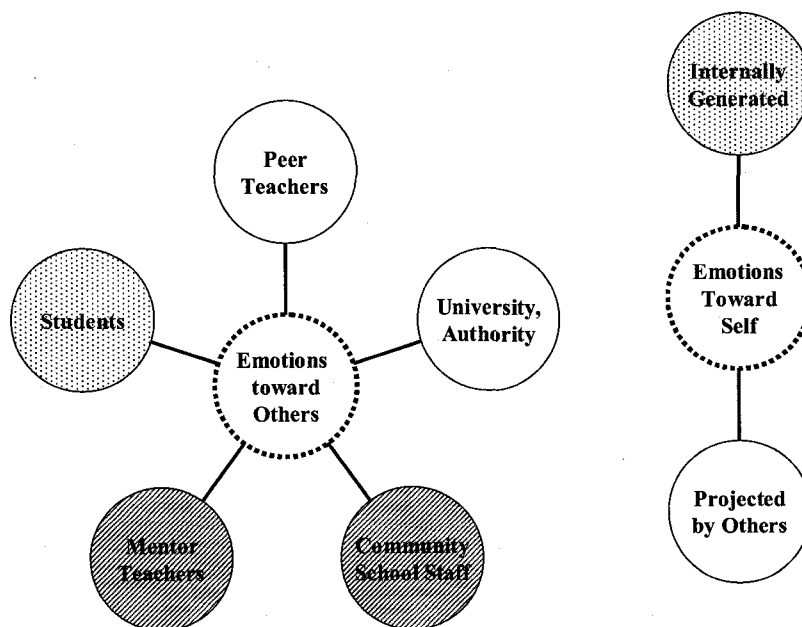 Internally
Generated
Peer
Teachers
Students
University,
Authority
Emotions
toward
Others
Emotions
Toward
Self
Mentor
Teachers
Community
School Staff
Projected
by Others